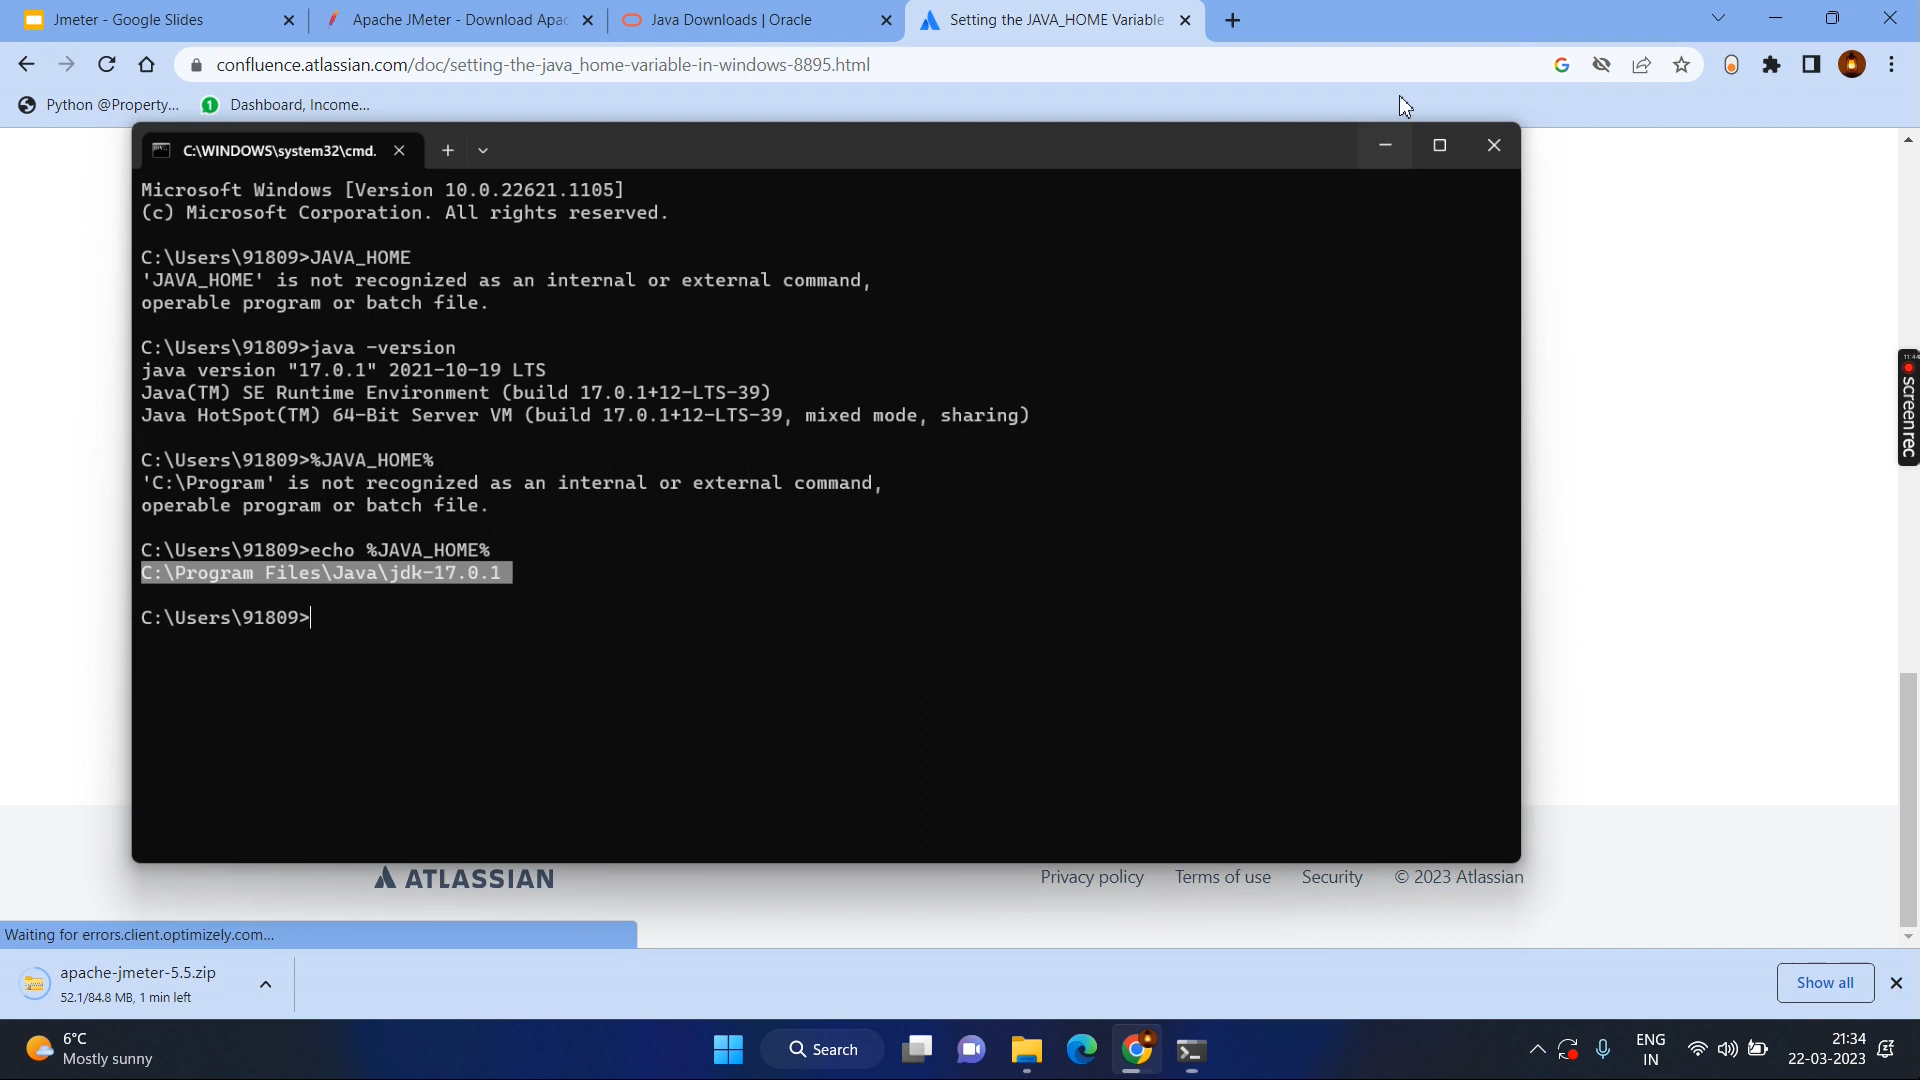 Jmeter - Google Slides
Apache JMeter - Download Apac
Java Downloads | Oracle
Setting the JAVA_HOME Variable
confluence.atlassian.com/doc/setting-the-java_home-variable-in-windows-8895.html
Python @Property...
1
Dashboard, Income...
C:\WINDOWS\system32\cmd.
Microsoft Windows [Version 10.0.22621.1105]
(c) Microsoft Corporation. All rights reserved.
C:\Users\91809>JAVA_HOME
'JAVA_HOME' is not recognized as an internal or external command,
operable program or batch file.
C:\Users\91809>java -version
java version "17.0.1" 2021-10-19 LTS
Java(TM) SE Runtime Environment (build 17.0.1+12-LTS-39)
Java HotSpot(TM) 64-Bit Server VM (build 17.0.1+12-LTS-39, mixed mode, sharing)
C:\Users\91809>%JAVA_HOME%
'C:\Program' is not recognized as an internal or external command,
operable program or batch file.
C:\Users\91809>echo %JAVA_HOME%
C:\Program Files\Java\jdk-17.0.1
C:\Users\91809>
11:44
screenrec
ATLASSIAN
Privacy policy
Terms of use
Security
© 2023 Atlassian
Waiting for errors.client.optimizely.com...
apache-jmeter-5.5.zip
52.1/84.8 MB, 1 min left
Show all
6°C
Mostly sunny
Search
ENG
IN
21:34
22-03-2023